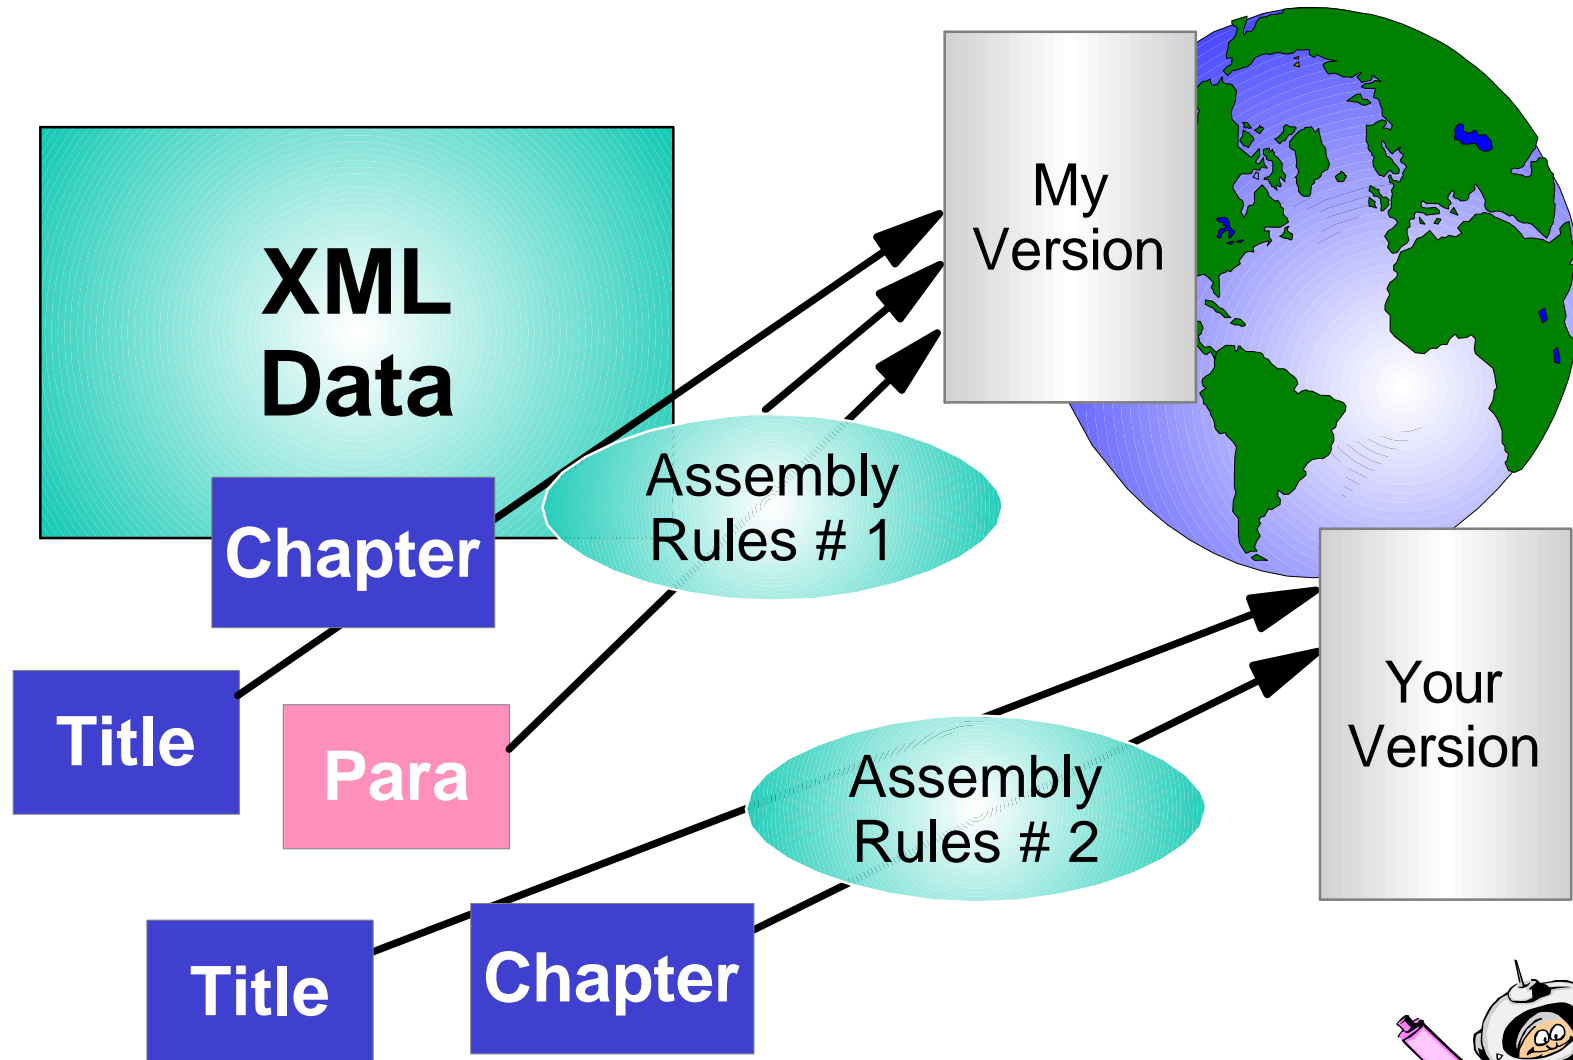 XML
Data
My
Version
Assembly
Rules # 1
Chapter
Title
Para
Your
Version
Assembly
Rules # 2
Title
Chapter